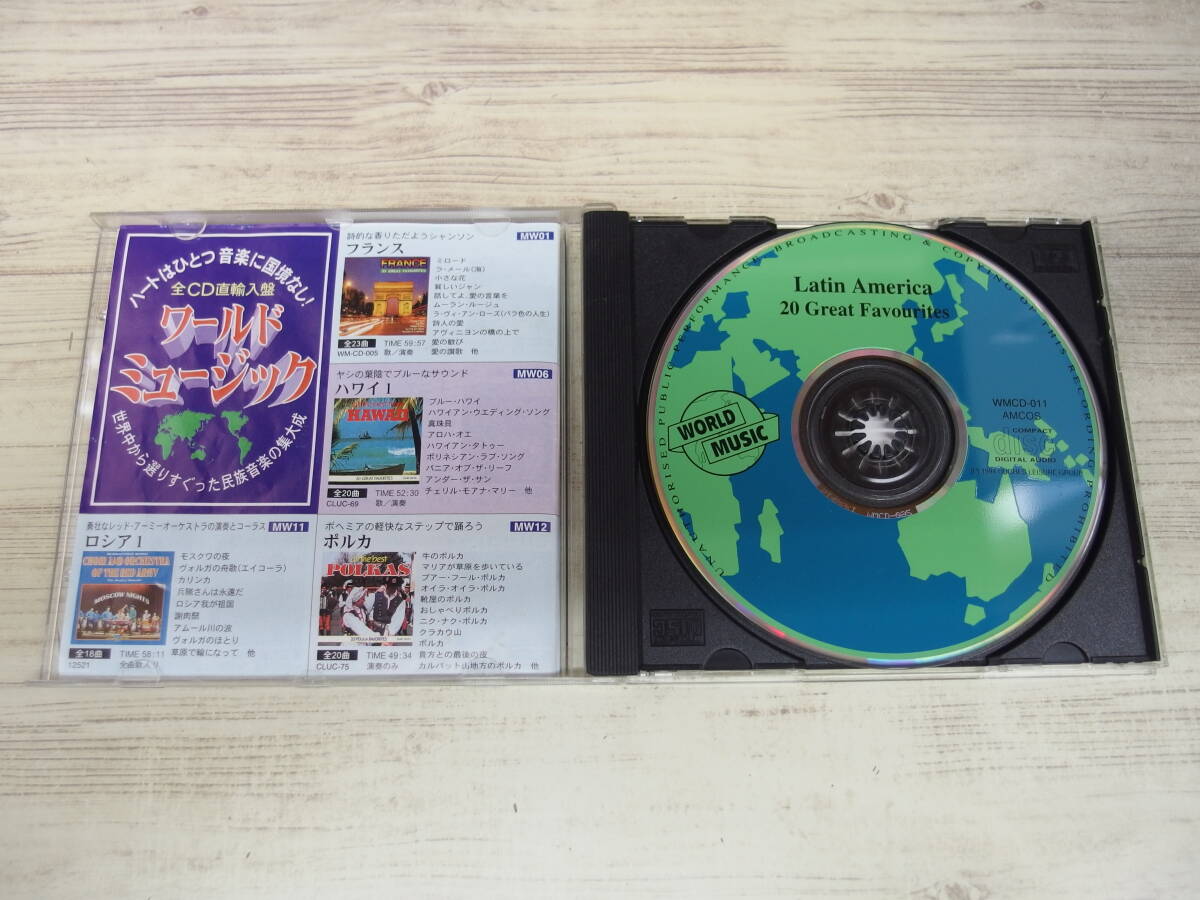 ハートはひとつ 音楽に国境なし!
全CD直輸入盤
ワールド
ミュージック
世界中から選りすぐった民族音楽の集大成
詩的な香りただようシャンソン
MW01
フランス
FRANCE
ミロード
ラ・メール(海)
小さな花
貧しいジャン
話してよ、愛の言葉を
ムーラン・ルージュ
ラ・ヴィ・アン・ローズ(バラ色の人生)
詩人の愛
アヴィニヨンの橋の上で
愛の歓び
愛の讃歌 他
全23曲
TIME 59:57
WM-CD-005 歌/演奏
ヤシの葉陰でブルーなサウンド
MW06
ハワイ1
HAWAII
20 GREAT FAVOURITES
ブルー・ハワイ
ハワイアン・ウエディング・ソング
真珠貝
アロハ・オエ
ハワイアン・タトゥー
ポリネシアン・ラブ・ソング
バニア・オブ・ザ・リーフ
アンダー・ザ・サン
チェリル・モアナ・マリー 他
全20曲
TIME 52:30
CLUC-69 歌/演奏
勇壮なレッド・アーミーオーケストラの演奏とコーラス
MW11
ロシア1
CHOIR AND ORCHESTRA
OF THE RED ARMY
MOSCOW NIGHTS
モスクワの夜
ヴォルガの舟歌(エイコーラ)
カリンカ
兵隊さんは永遠だ
ロシア我が祖国
謝肉祭
アムール川の波
ヴォルガのほとり
草原で輪になって 他
全18曲
TIME 58:11
12521 全曲歌入り
ボヘミアの軽快なステップで踊ろう
MW12
ポルカ
the best
POLKAS
牛のポルカ
マリアが草原を歩いている
プアー・フール・ポルカ
オイラ・オイラ・ポルカ
靴屋のポルカ
おしゃべりポルカ
ニク・ナク・ポルカ
クラカウ山
ポルカ
貴方との最後の夜
カルパット山地方のポルカ 他
全20曲
TIME 49:34
CLUC-75 演奏のみ
UNAUTHORISED PUBLIC PERFORMANCE, BROADCASTING & COPYING OF THIS RECORDING PROHIBITED
Latin America
20 Great Favourites
WORLD
MUSIC
WMCD-011
AMCOS
COMPACT
disc
DIGITAL AUDIO